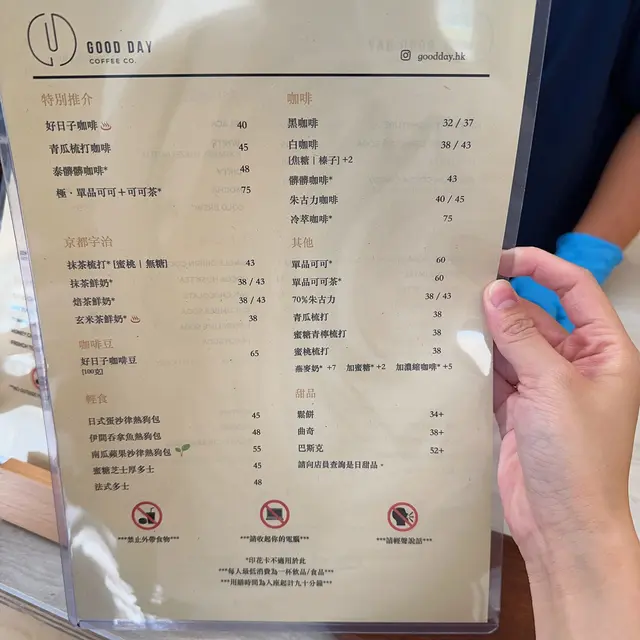 GOOD DAY
COFFEE CO.
goodday.hk
特別推介
好日子咖啡 40
青瓜梳打咖啡 45
泰髒髒咖啡* 48
極・單品可可+可可茶* 75
咖啡
黑咖啡 32 / 37
白咖啡 38 / 43
[焦糖 | 榛子] +2
髒咖啡* 43
朱古力咖啡 40 / 45
冷萃咖啡* 75
京都宇治
抹茶梳打* [蜜桃 | 無糖] 43
抹茶鮮奶* 38 / 43
焙茶鮮奶* 38 / 43
玄米茶鮮奶* 38
咖啡豆
好日子咖啡豆 65
[100克]
其他
單品可可* 60
單品可可茶* 60
70%朱古力 38 / 43
青瓜梳打 38
蜜糖青檸梳打 38
蜜桃梳打 38
燕麥奶* +7 加蜜糖* +2 加濃縮咖啡* +5
輕食
日式蛋沙律熱狗包 45
伊間吞拿魚熱狗包 48
南瓜蘋果沙律熱狗包 55
蜜糖芝士厚多士 45
法式多士 48
甜品
鬆餅 34+
曲奇 38+
巴斯克 52+
請向店員查詢是日甜品。
***禁止外帶食物***
***請收起你的電腦***
***請輕聲說話***
*印花卡不適用於此
***每人最低消費為一杯飲品/食品***
***用膳時間為入座起計九十分鐘***